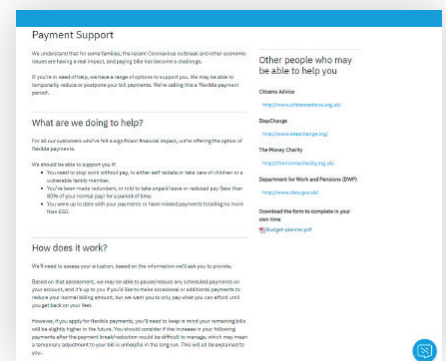 Payment Support
We understand that for some families, the recent Coronavirus outbreak and other economic
issues are having a real impact, and paying bills has become a challenge.
If you're in need of help, we have a range of options to support you. We may be able to
temporarily reduce or postpone your bill payments. We're calling this a 'flexible payment
period'.
What are we doing to help?
For all our customers who've felt a significant financial impact, we're offering the option of
flexible payments.
We should be able to support you if:
• You need to stop work without pay, to either self-isolate or take care of children or a
vulnerable family member.
• You've been made redundant, or told to take unpaid leave or reduced pay (less than
80% of your normal pay) for a period of time.
• You were up to date with your payments or have missed payments totalling no more
than £50.
How does it work?
We'll need to assess your situation, based on the information we'll ask you to provide.
Based on that assessment, we may be able to pause/reduce any scheduled payments on
your account, and it's up to you if you'd like to make occasional or additional payments to
reduce your normal billing amount, but we want you to only pay what you can afford until
you get back on your feet.
However, if you apply for flexible payments, you'll need to keep in mind your remaining bills
will be slightly higher in the future. You should consider if the increase in your following
payments after the payment break/reduction would be difficult to manage, which may mean
a temporary adjustment to your bill is unhelpful in the long run. This will all be explained to
you.
Other people who may
be able to help you
Citizens Advice
http://www.citizensadvice.org.uk/
StepChange
http://www.stepchange.org/
The Money Charity
http://themoneycharity.org.uk/
Department for Work and Pensions (DWP)
http://www.dwp.gov.uk/
Download the form to complete in your
own time
Budget-planner.pdf